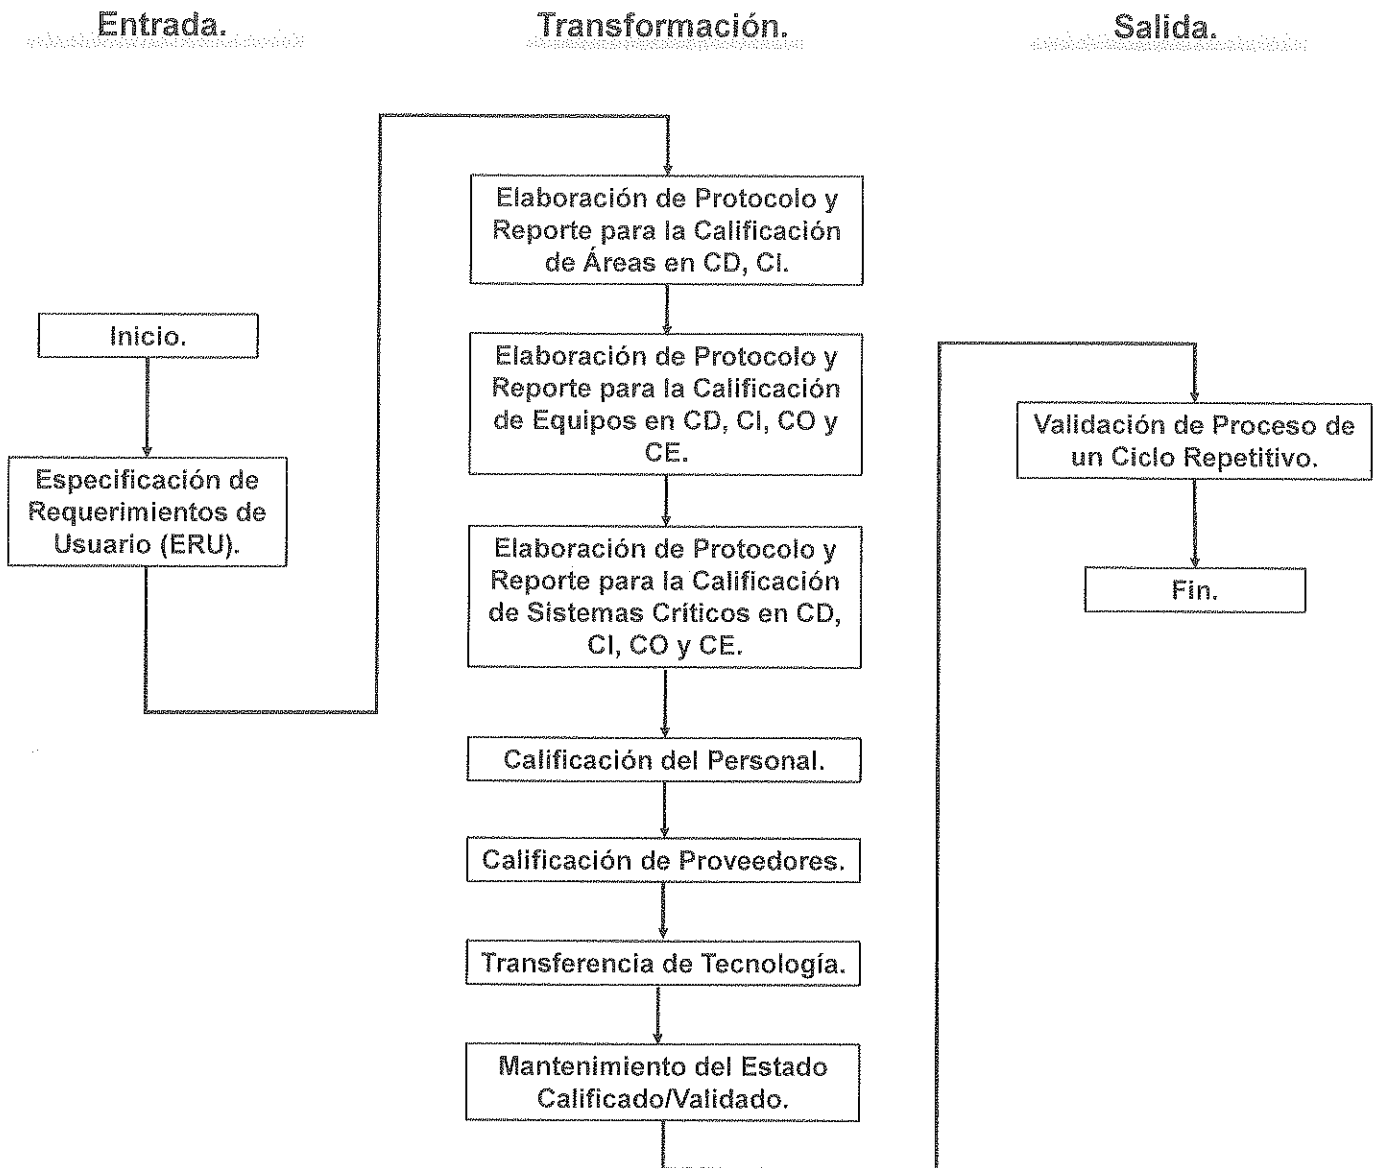 Entrada.
Transformación.
Salida.
Inicio.
Especificación de
Requerimientos de
Usuario (ERU).
Elaboración de Protocolo y
Reporte para la Calificación
de Áreas en CD, CI.
Elaboración de Protocolo y
Reporte para la Calificación
de Equipos en CD, CI, CO y
CE.
Elaboración de Protocolo y
Reporte para la Calificación
de Sistemas Críticos en CD,
CI, CO y CE.
Calificación del Personal.
Calificación de Proveedores.
Transferencia de Tecnología.
Mantenimiento del Estado
Calificado/Validado.
Validación de Proceso de
un Ciclo Repetitivo.
Fin.